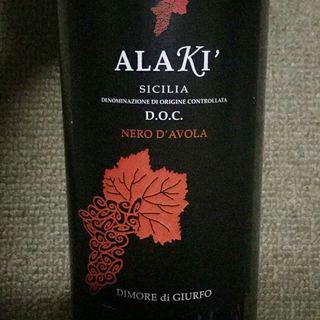 ALAKI'
SICILIA
DENOMINAZIONE DI ORIGINE CONTROLLATA
D.O.C.
NERO D'AVOLA
DIMORE di GIURFO